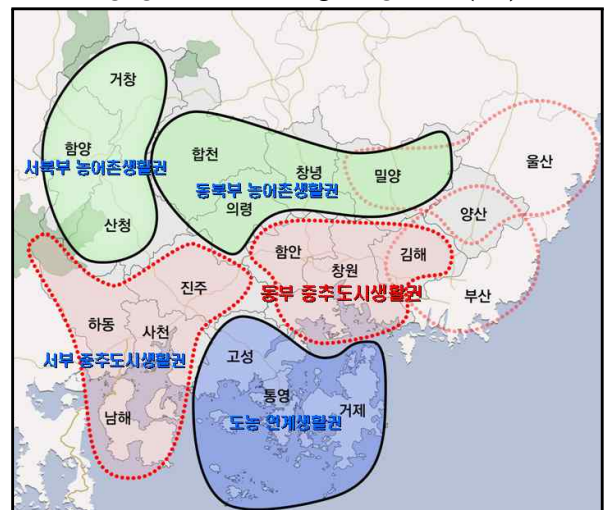 거창
함양
서북부 농어촌생활권
산청
합천
창녕
밀양
동북부 농어촌생활권
의령
울산
양산
함안
창원
김해
동부 중추도시생활권
부산
진주
하동
사천
서부 중추도시생활권
남해
고성
통영
거제
도농 연계생활권